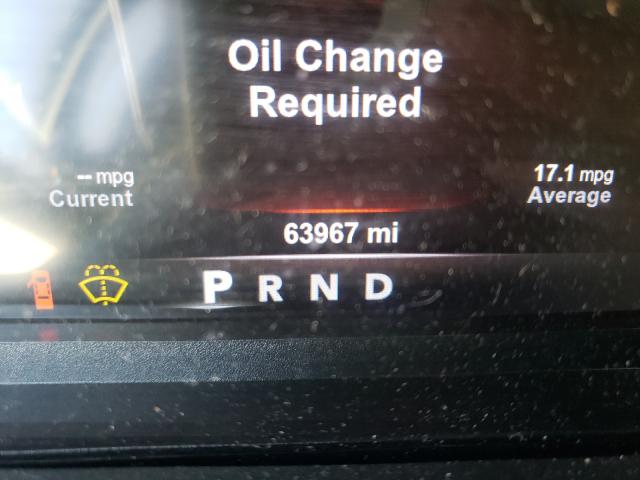 Oil Change
Required
-- mpg
Current
17.1 mpg
Average
63967 mi
P R N D